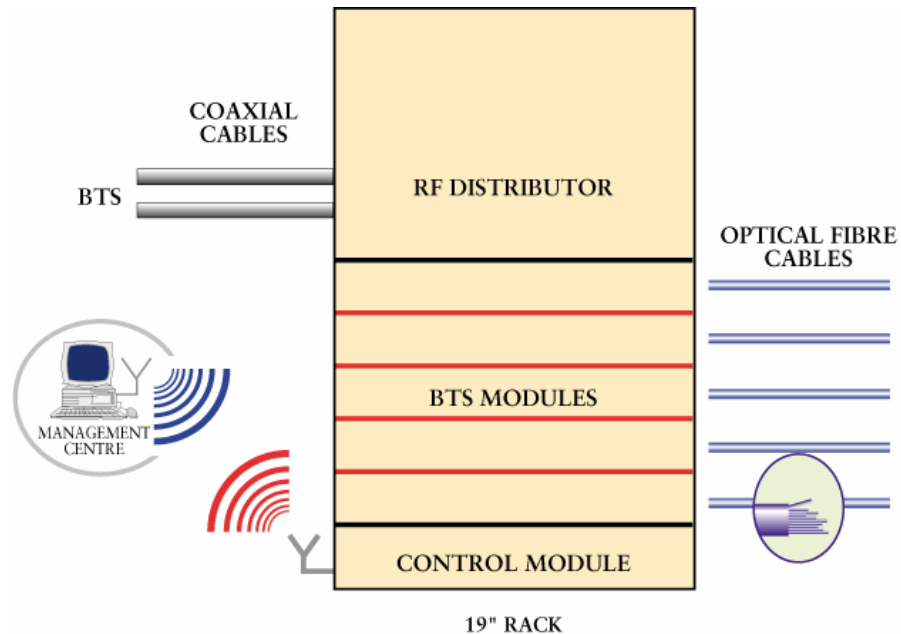 COAXIAL
CABLES
BTS
RF DISTRIBUTOR
OPTICAL FIBRE
CABLES
BTS MODULES
MANAGEMENT
CENTRE
CONTROL MODULE
19" RACK